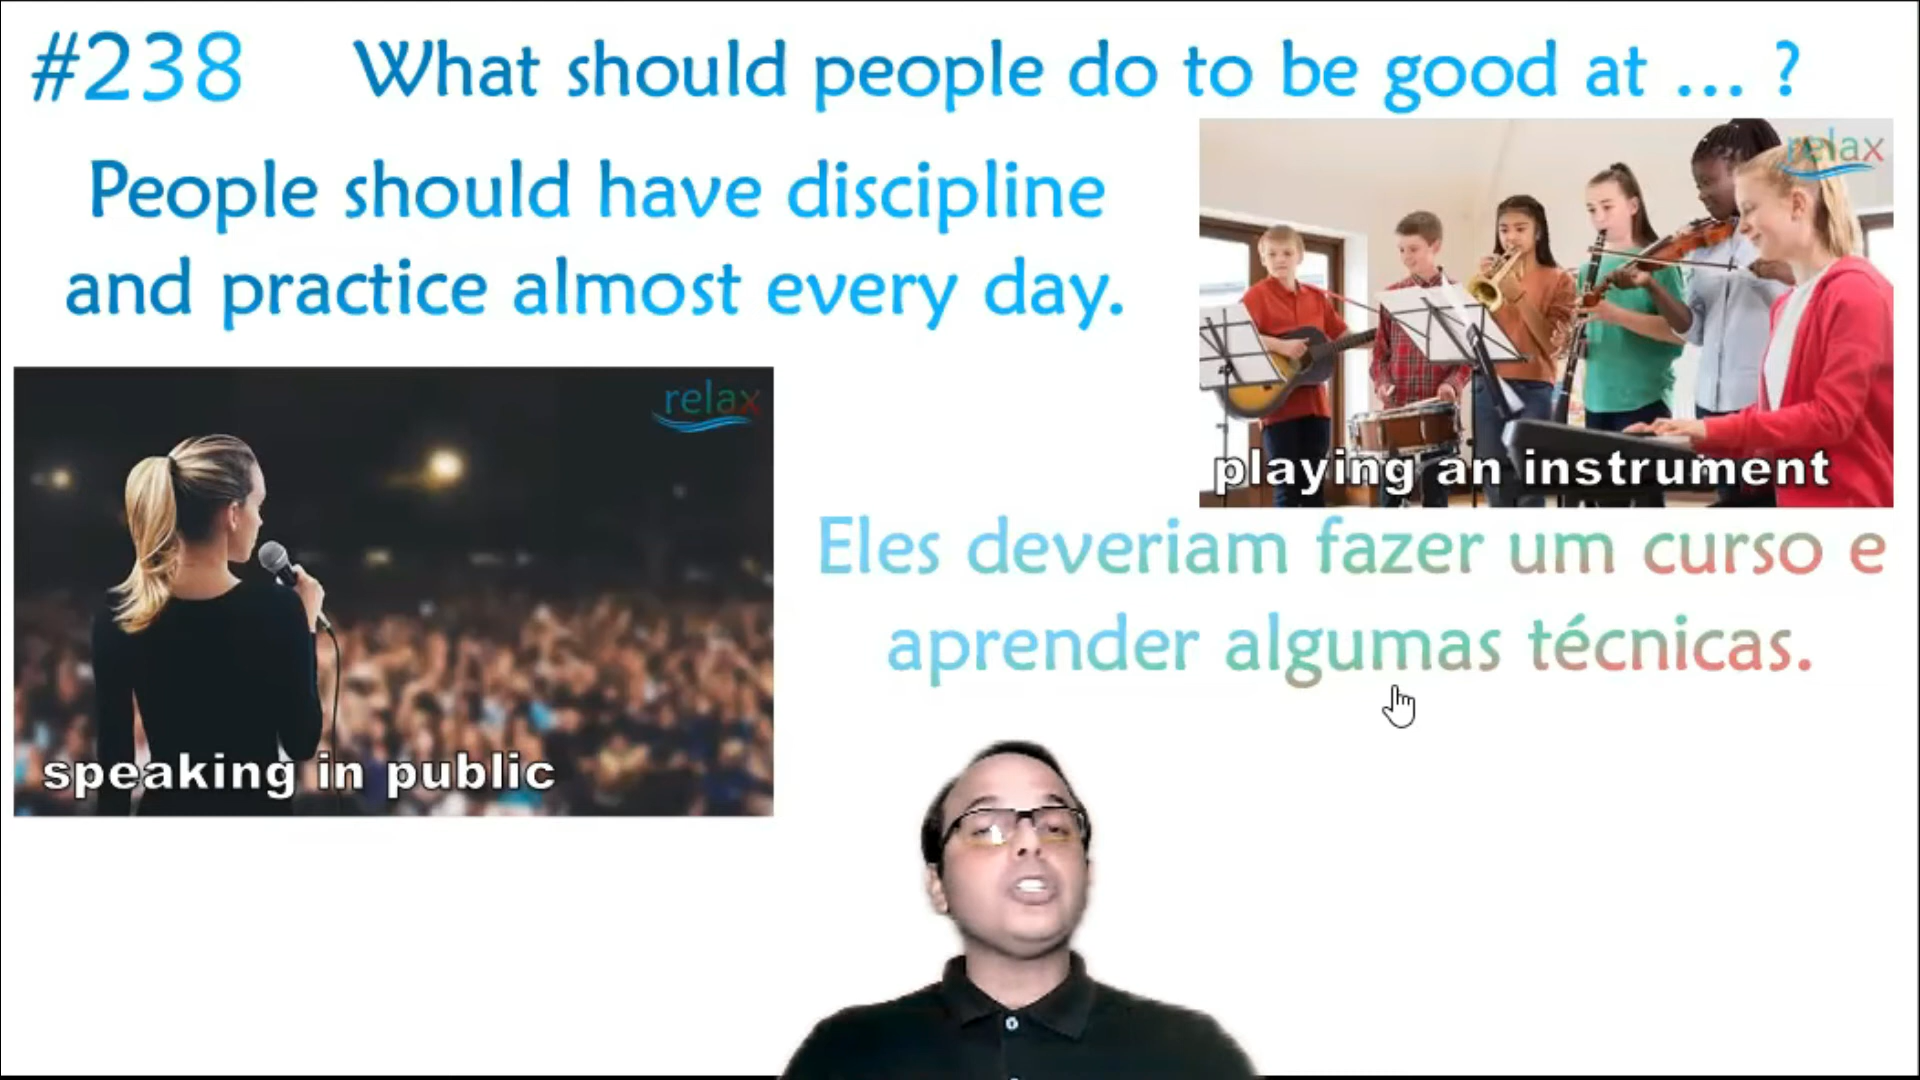 #238 What should people do to be good at ... ?
People should have discipline
and practice almost every day.
relax
playing an instrument
relax
speaking in public
Eles deveriam fazer um curso e
aprender algumas técnicas.